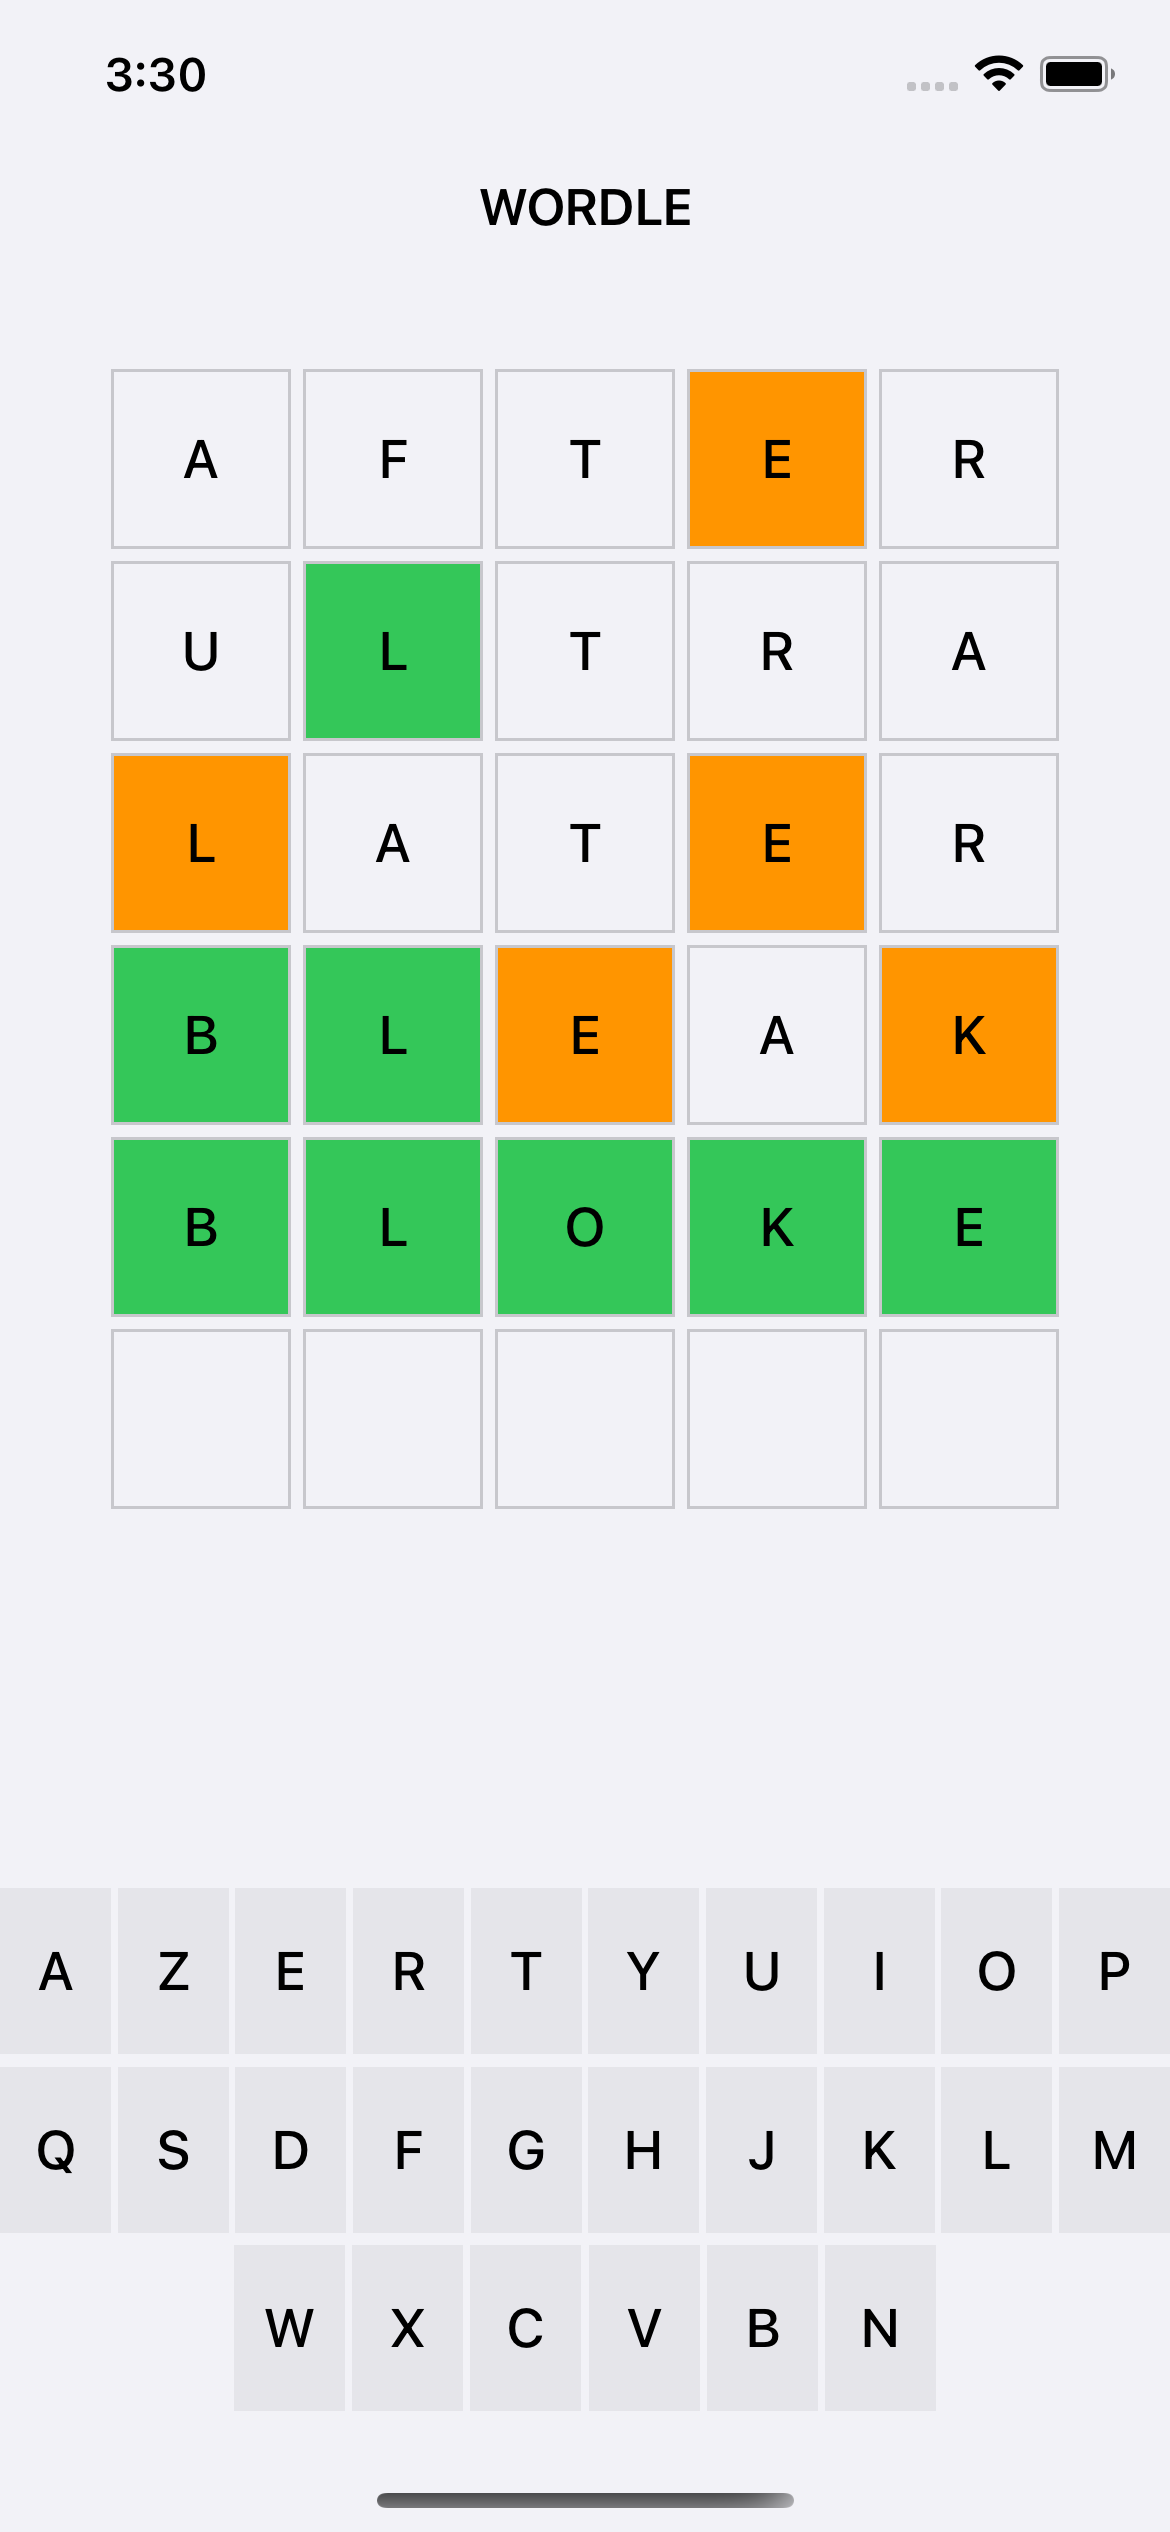 3:30
WORDLE
A F T E R
U L T R A
L A T E R
B L E A K
B L O K E
A Z E R T Y U I O P
Q S D F G H J K L M
W X C V B N